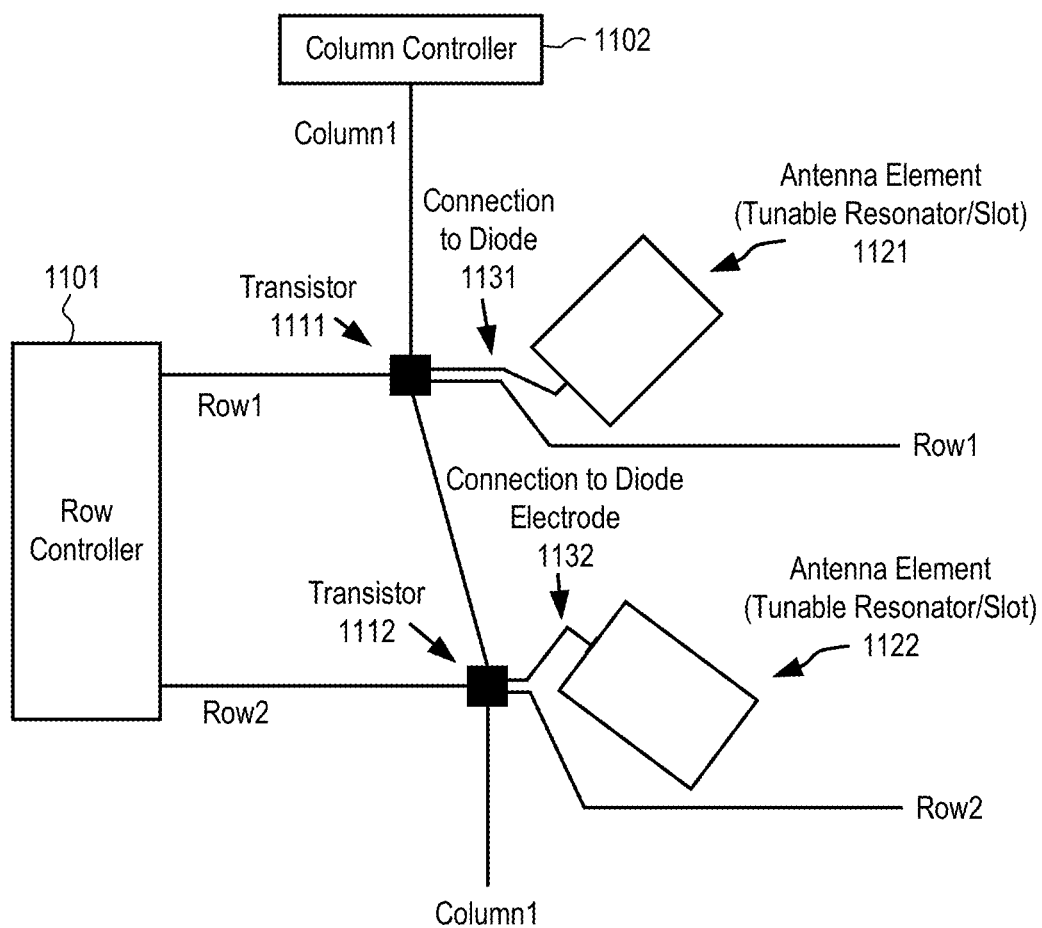 Column Controller
1102
Column1
Connection
to Diode
1131
Antenna Element
(Tunable Resonator/Slot)
1121
1101
Transistor
1111
Row1
Row1
Row
Controller
Connection to Diode
Electrode
1132
Transistor
1112
Antenna Element
(Tunable Resonator/Slot)
1122
Row2
Row2
Column1